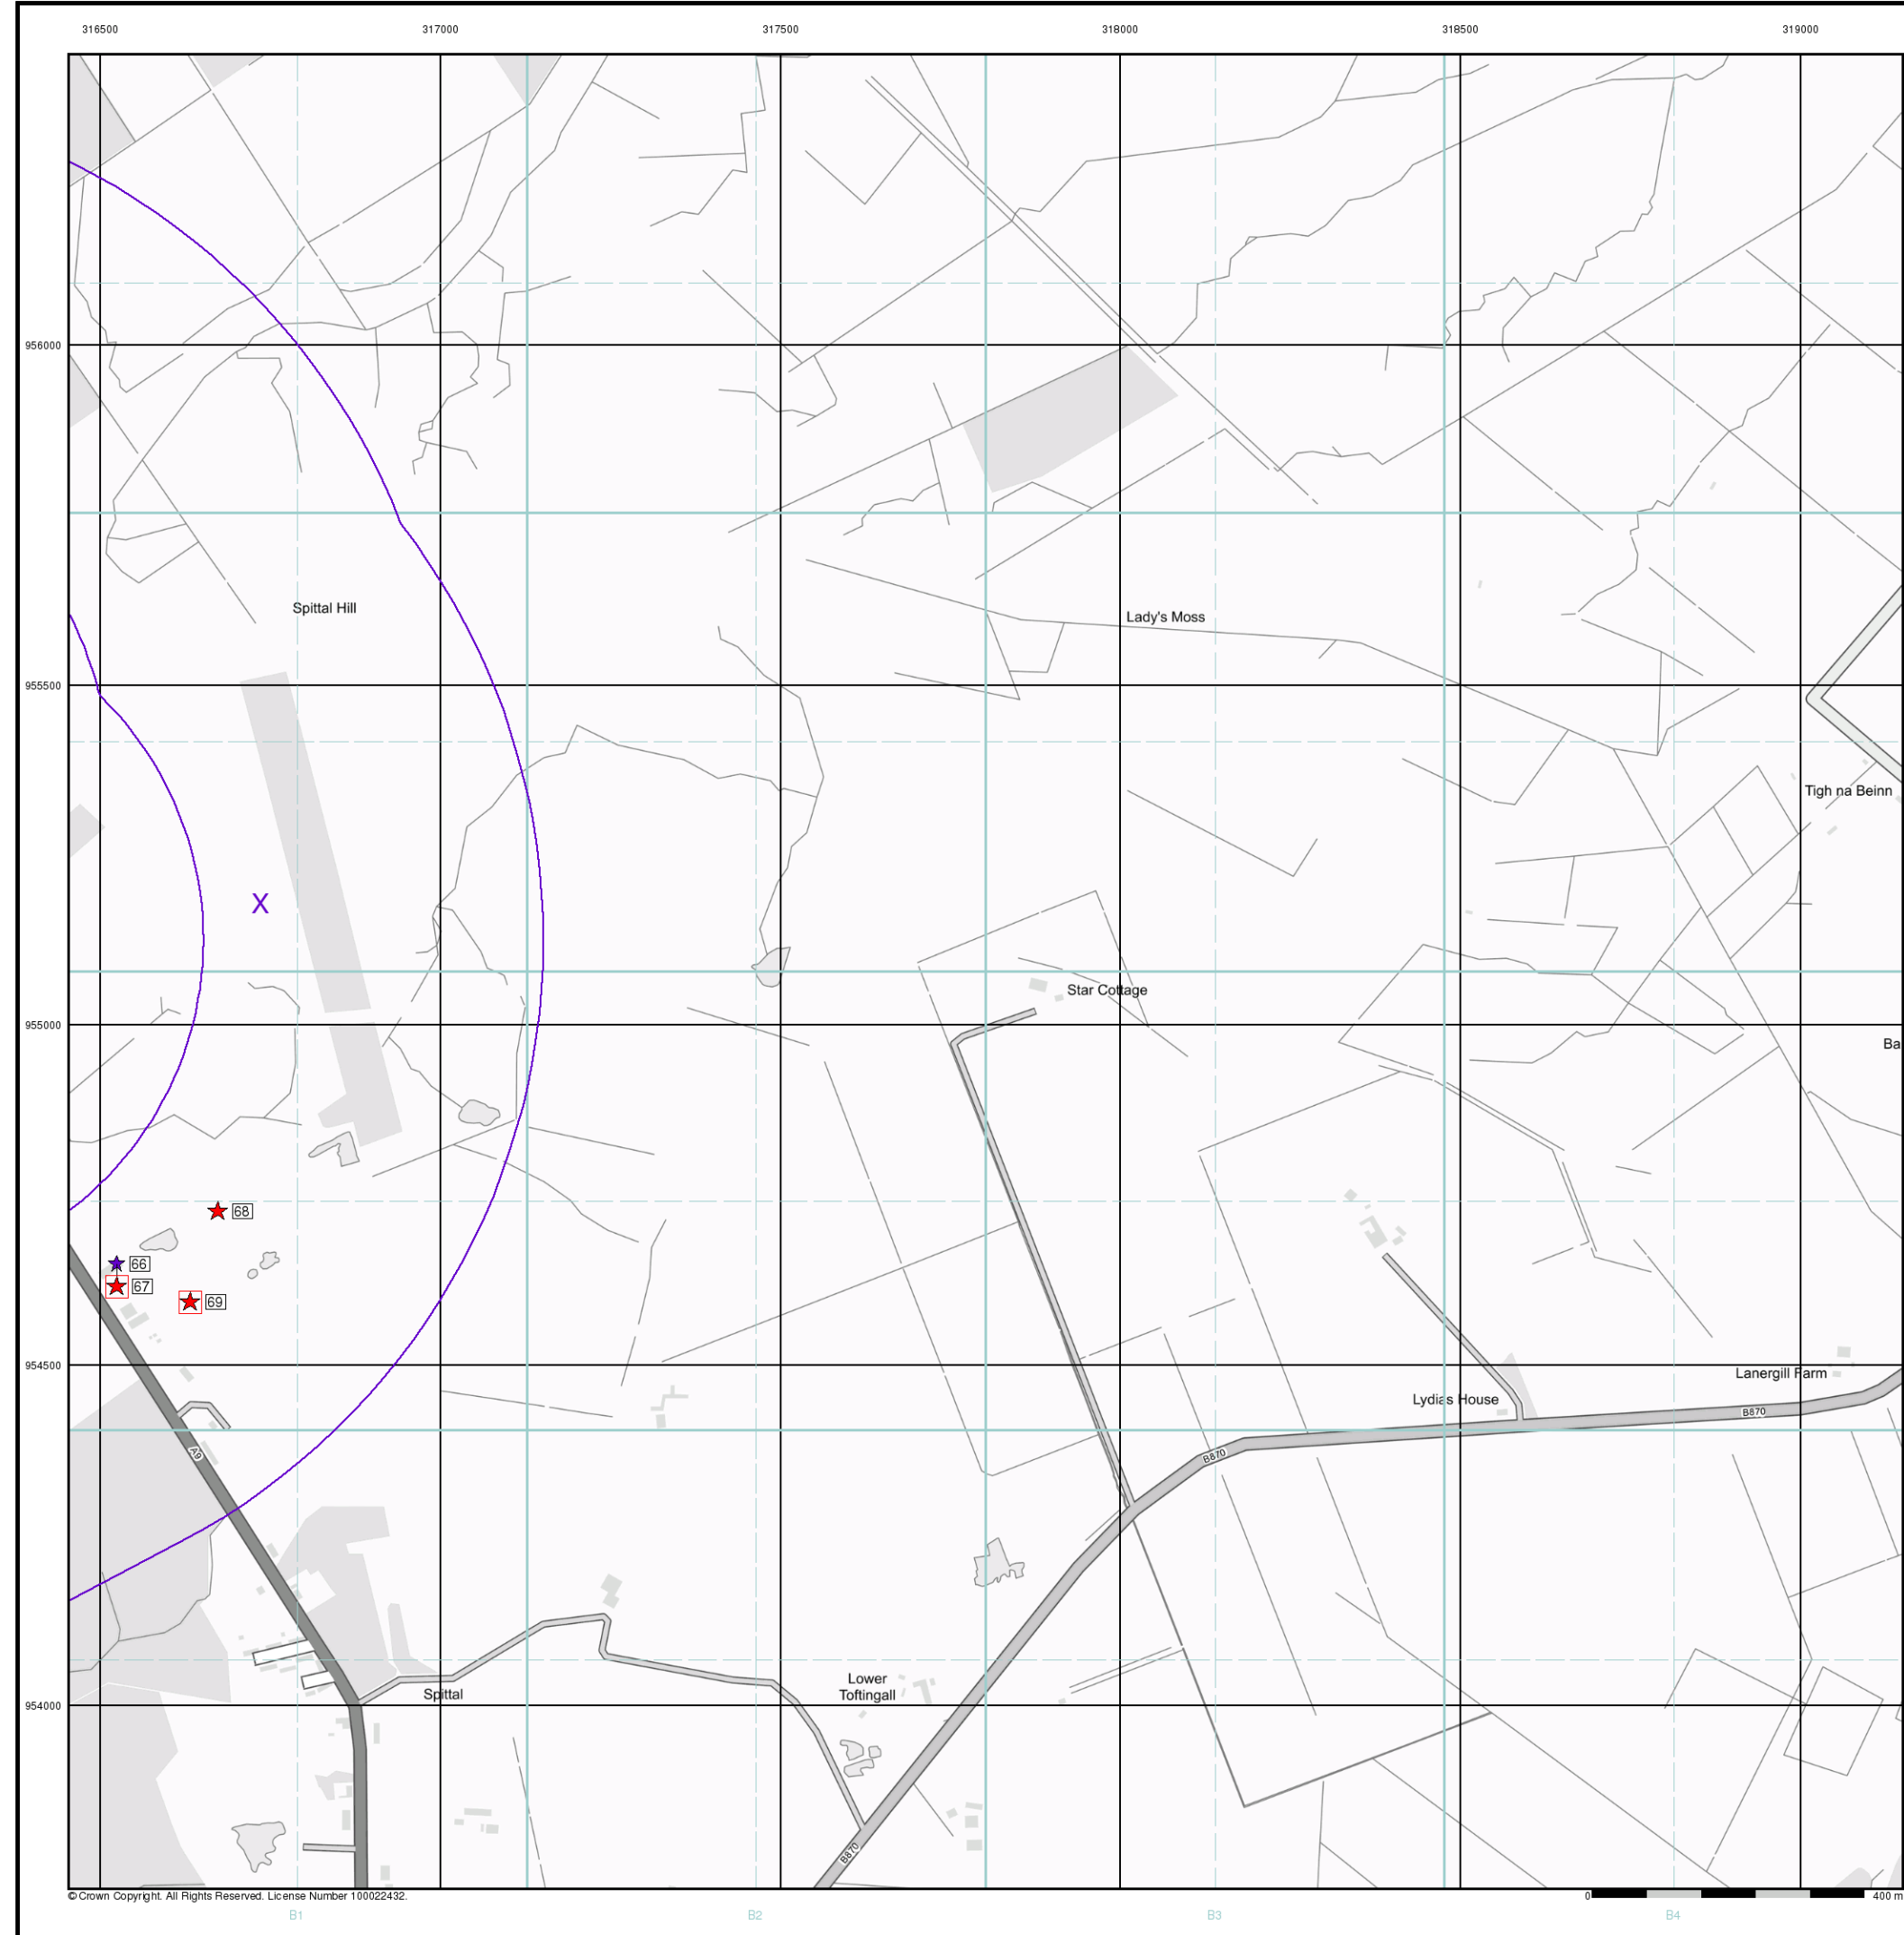 316500 317000 317500 318000 318500 319000
956000
Spittal Hill
Lady's Moss
955500
Tigh na Beinn
X
Star Cottage
955000
Ba
68
66
67
69
954500
Lanergill Farm
Lydias House
B870
B870
A9
Lower
Toftingall
Spittal
954000
B870
©Crown Copyright. All Rights Reserved. License Number 100022432.
0 400 m
B1 B2 B3 B4